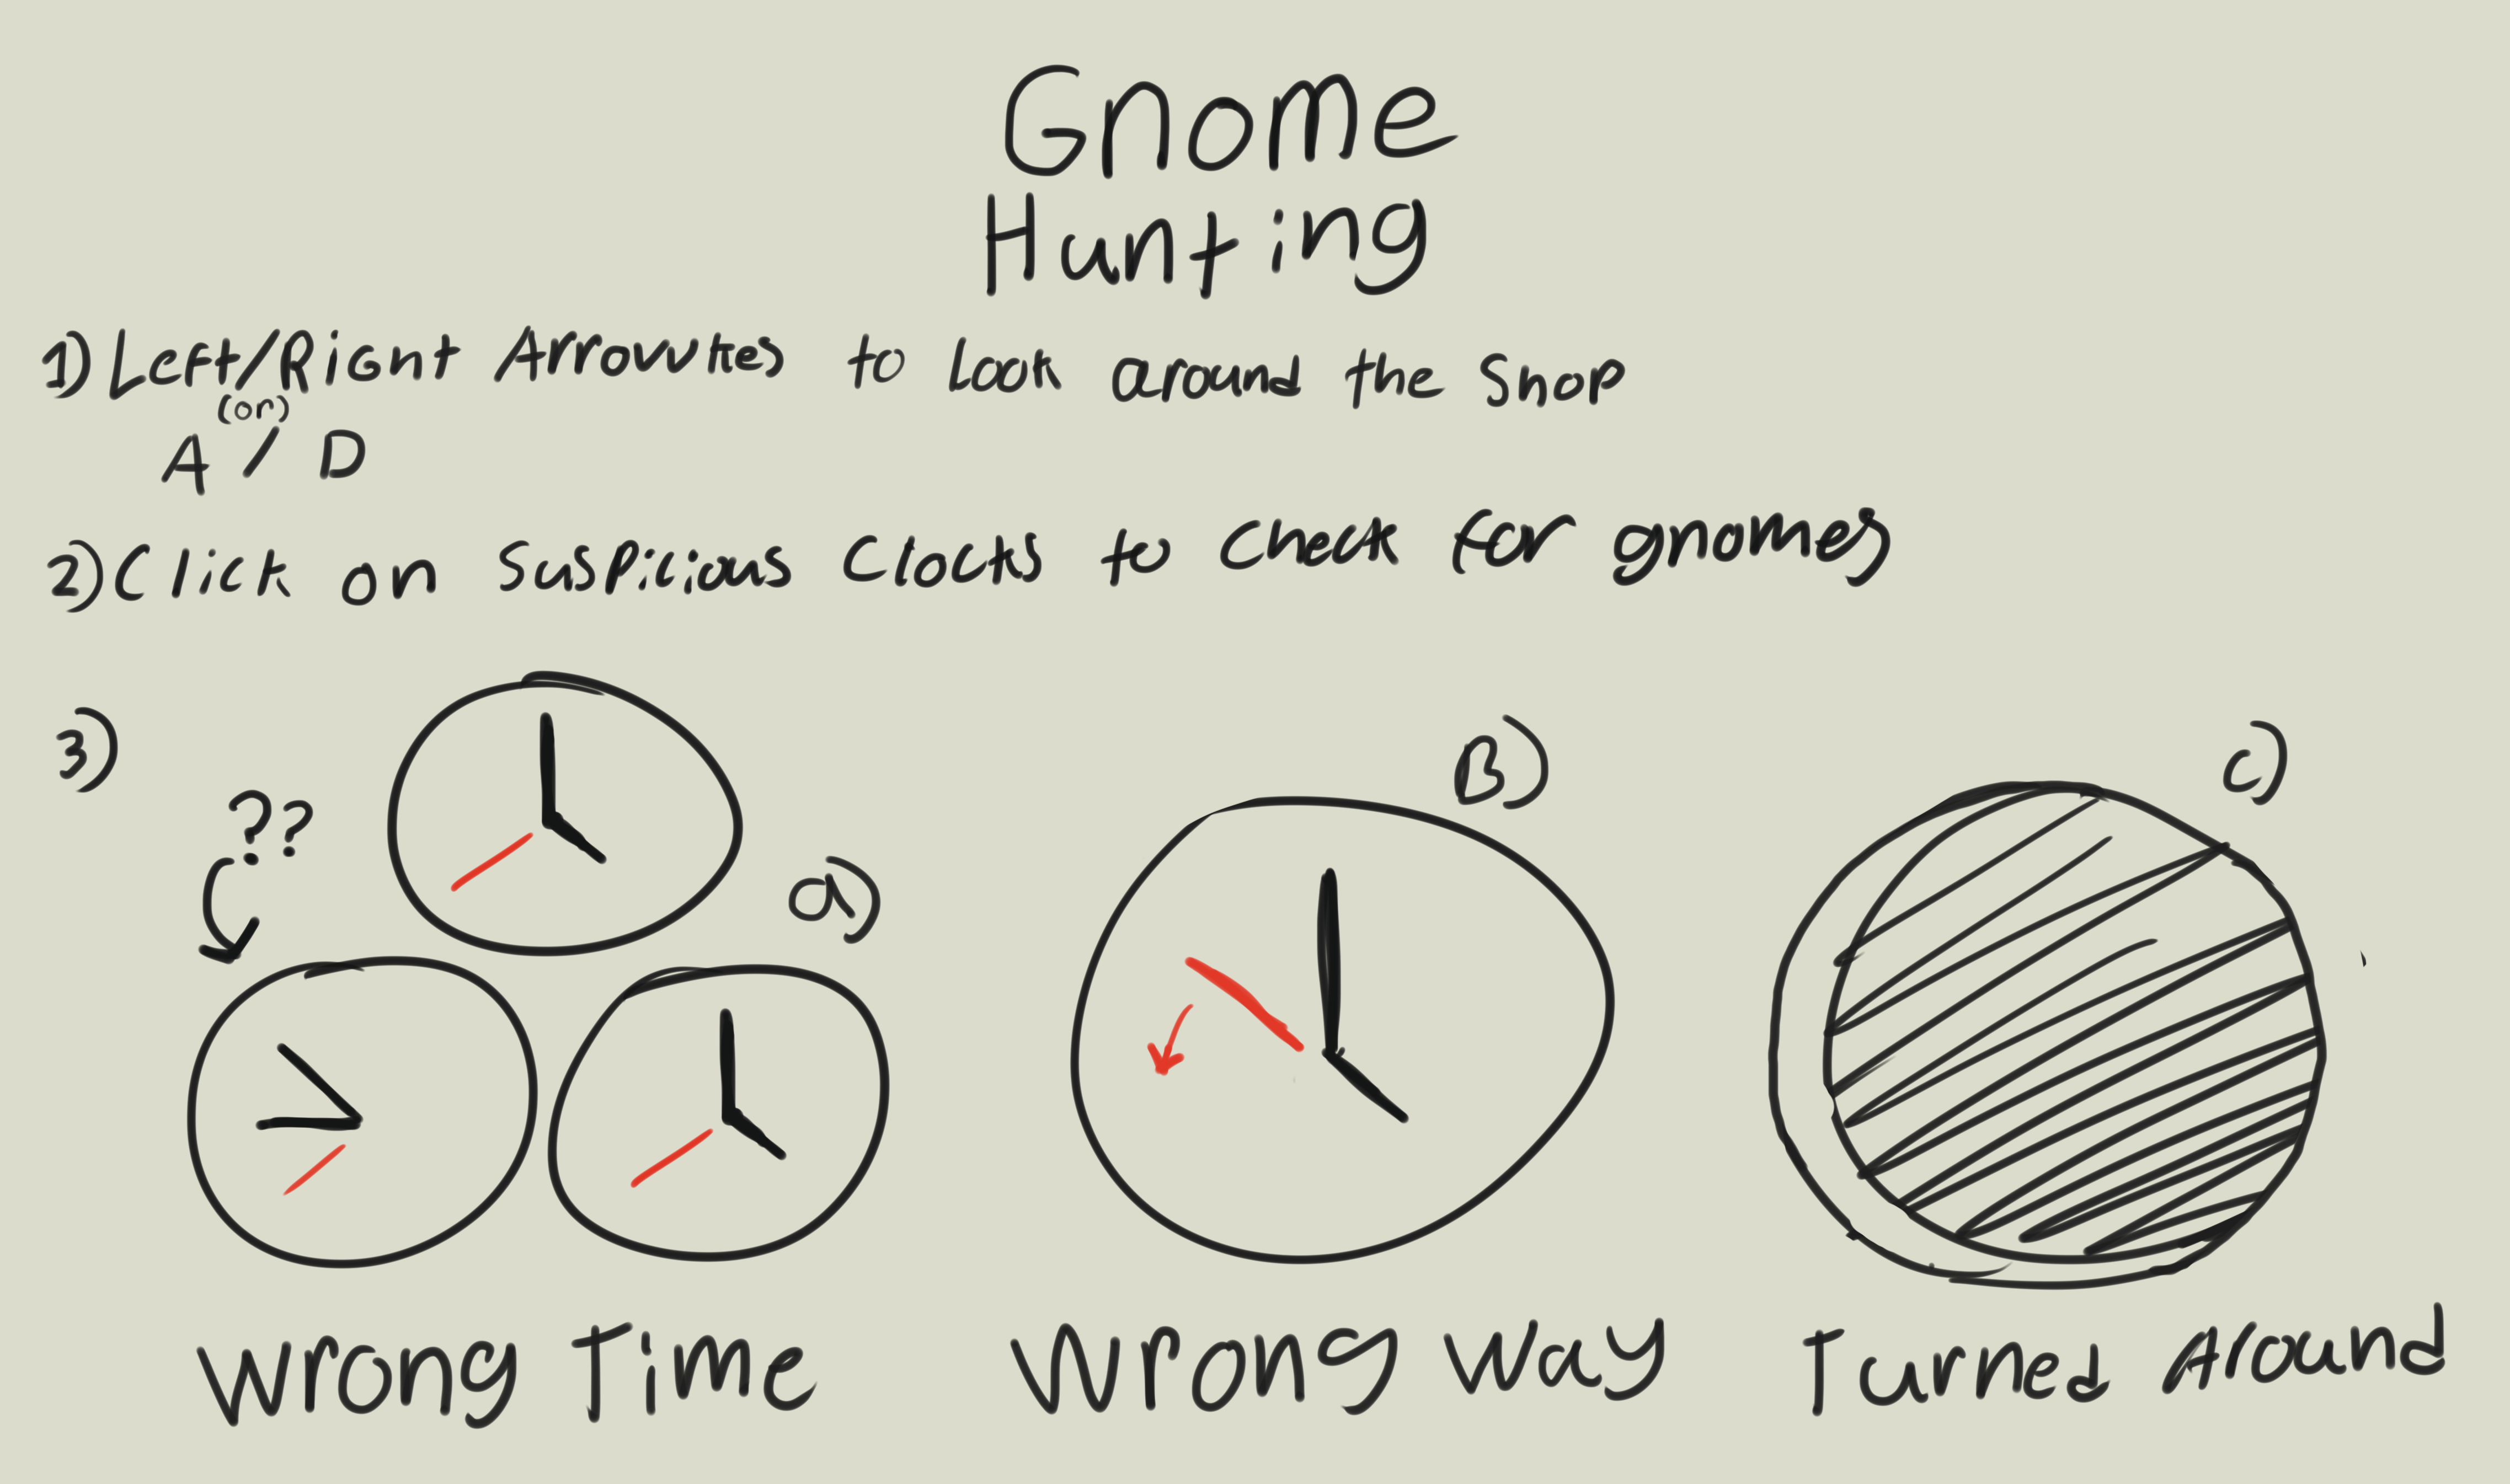 Gnome
Hunting
1) Left/Right Arrowkes to Look around the Shop
(or)
A / D
2) Click on Suspicious Clocks to Check for gnomes
3)
??
a)
B)
c)
Wrong Time
Wrong Way
Turned Around